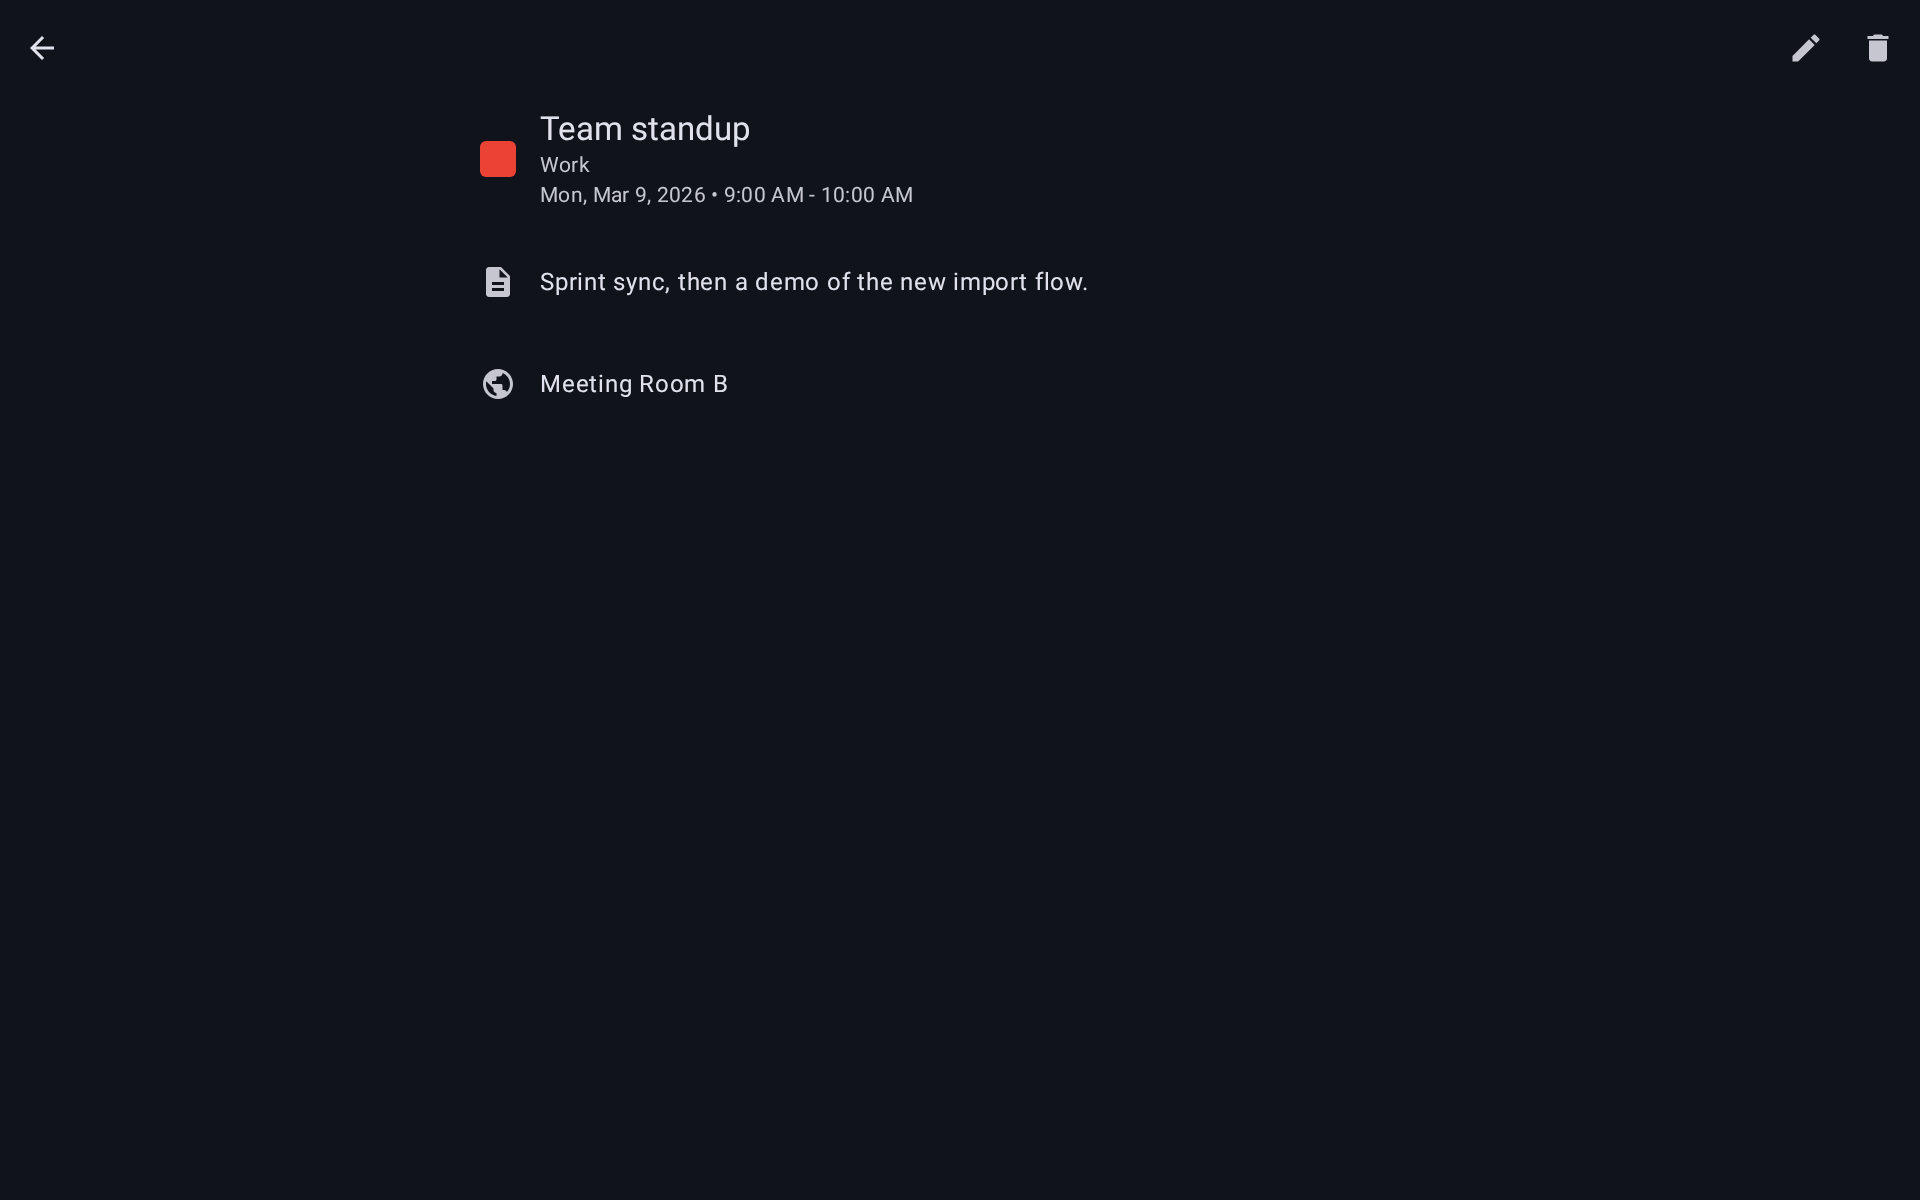 Team standup
Work
Mon, Mar 9, 2026 • 9:00 AM - 10:00 AM
Sprint sync, then a demo of the new import flow.
Meeting Room B